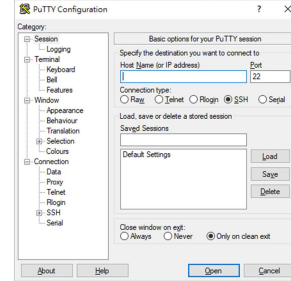 PuTTY Configuration ? X
Category:
Session
Logging
Terminal
Keyboard
Bell
Features
Window
Appearance
Behaviour
Translation
Selection
Colours
Connection
Data
Proxy
Telnet
Rlogin
SSH
Serial
Basic options for your PuTTY session
Specify the destination you want to connect to
Host Name (or IP address) Port
22
Connection type:
Raw Telnet Rlogin SSH Serial
Load, save or delete a stored session
Saved Sessions
Default Settings
Load
Save
Delete
Close window on exit:
Always Never Only on clean exit
About Help Open Cancel